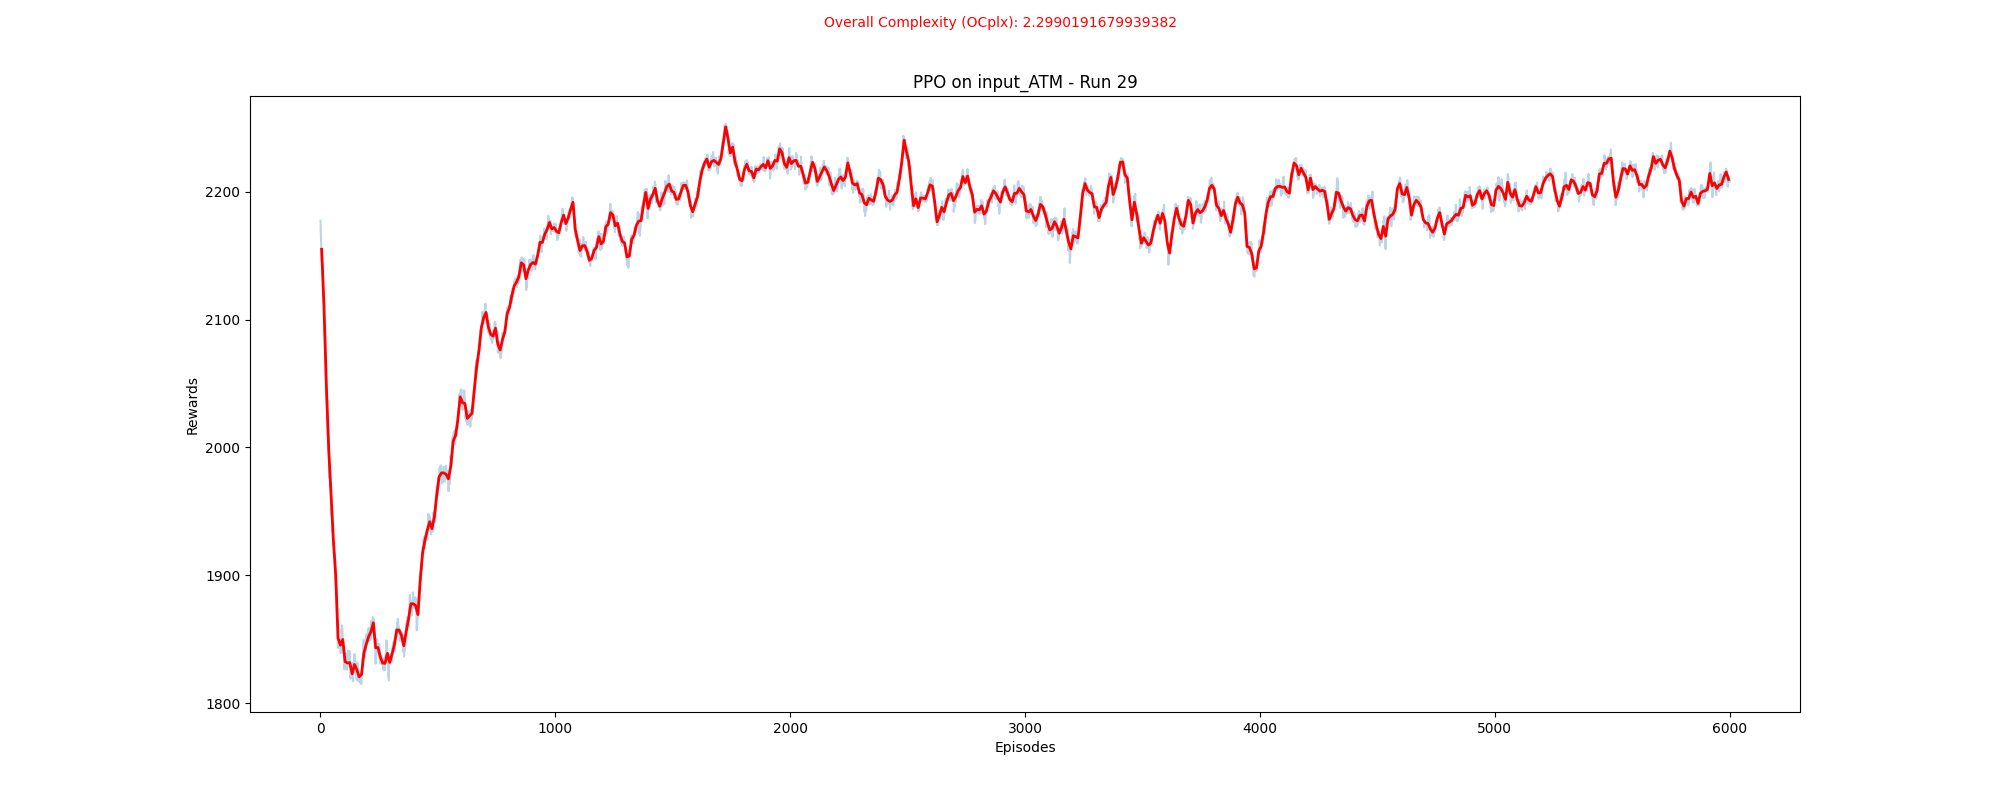 Overall Complexity (OCplx): 2.2990191679939382
PPO on input_ATM - Run 29
2200
2100
2000
1900
1800
Rewards
0 1000 2000 3000 4000 5000 6000
Episodes